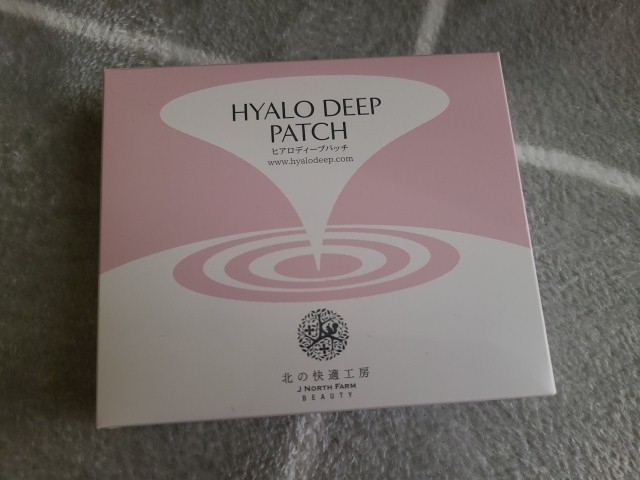 HYALO DEEP
PATCH
ヒアロディープパッチ
www.hyalodeep.com
北の快適工房
J NORTH FARM
BEAUTY